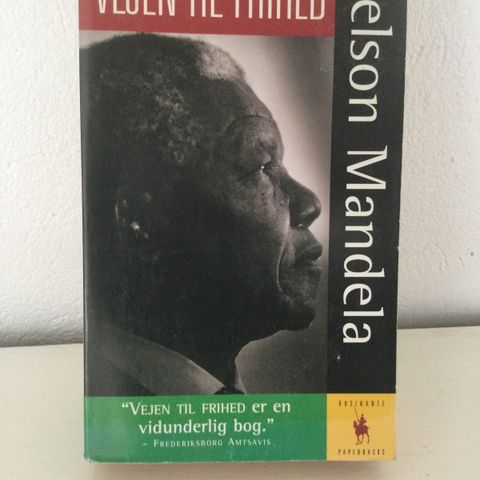 VEJEN TIL FRIHED
elson Mandela
"VEJEN TIL FRIHED er en
vidunderlig bog."
– FREDERIKSBORG AMTSAVIS
ROSINANTE
PAPERBACKS